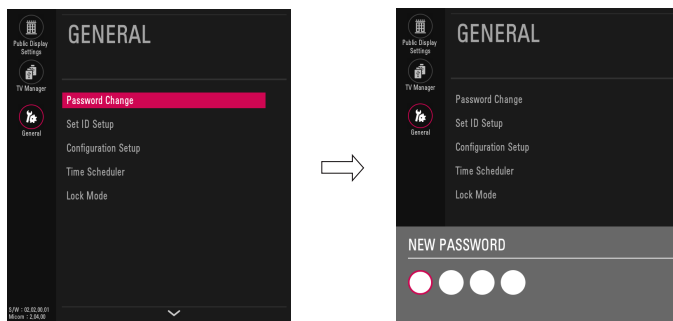 Public Display
Settings
TV Manager
General
GENERAL
Password Change
Set ID Setup
Configuration Setup
Time Scheduler
Lock Mode
S/W : 02.02.00.01
Micom : 2.04.00
Public Display
Settings
TV Manager
General
GENERAL
Password Change
Set ID Setup
Configuration Setup
Time Scheduler
Lock Mode
NEW PASSWORD